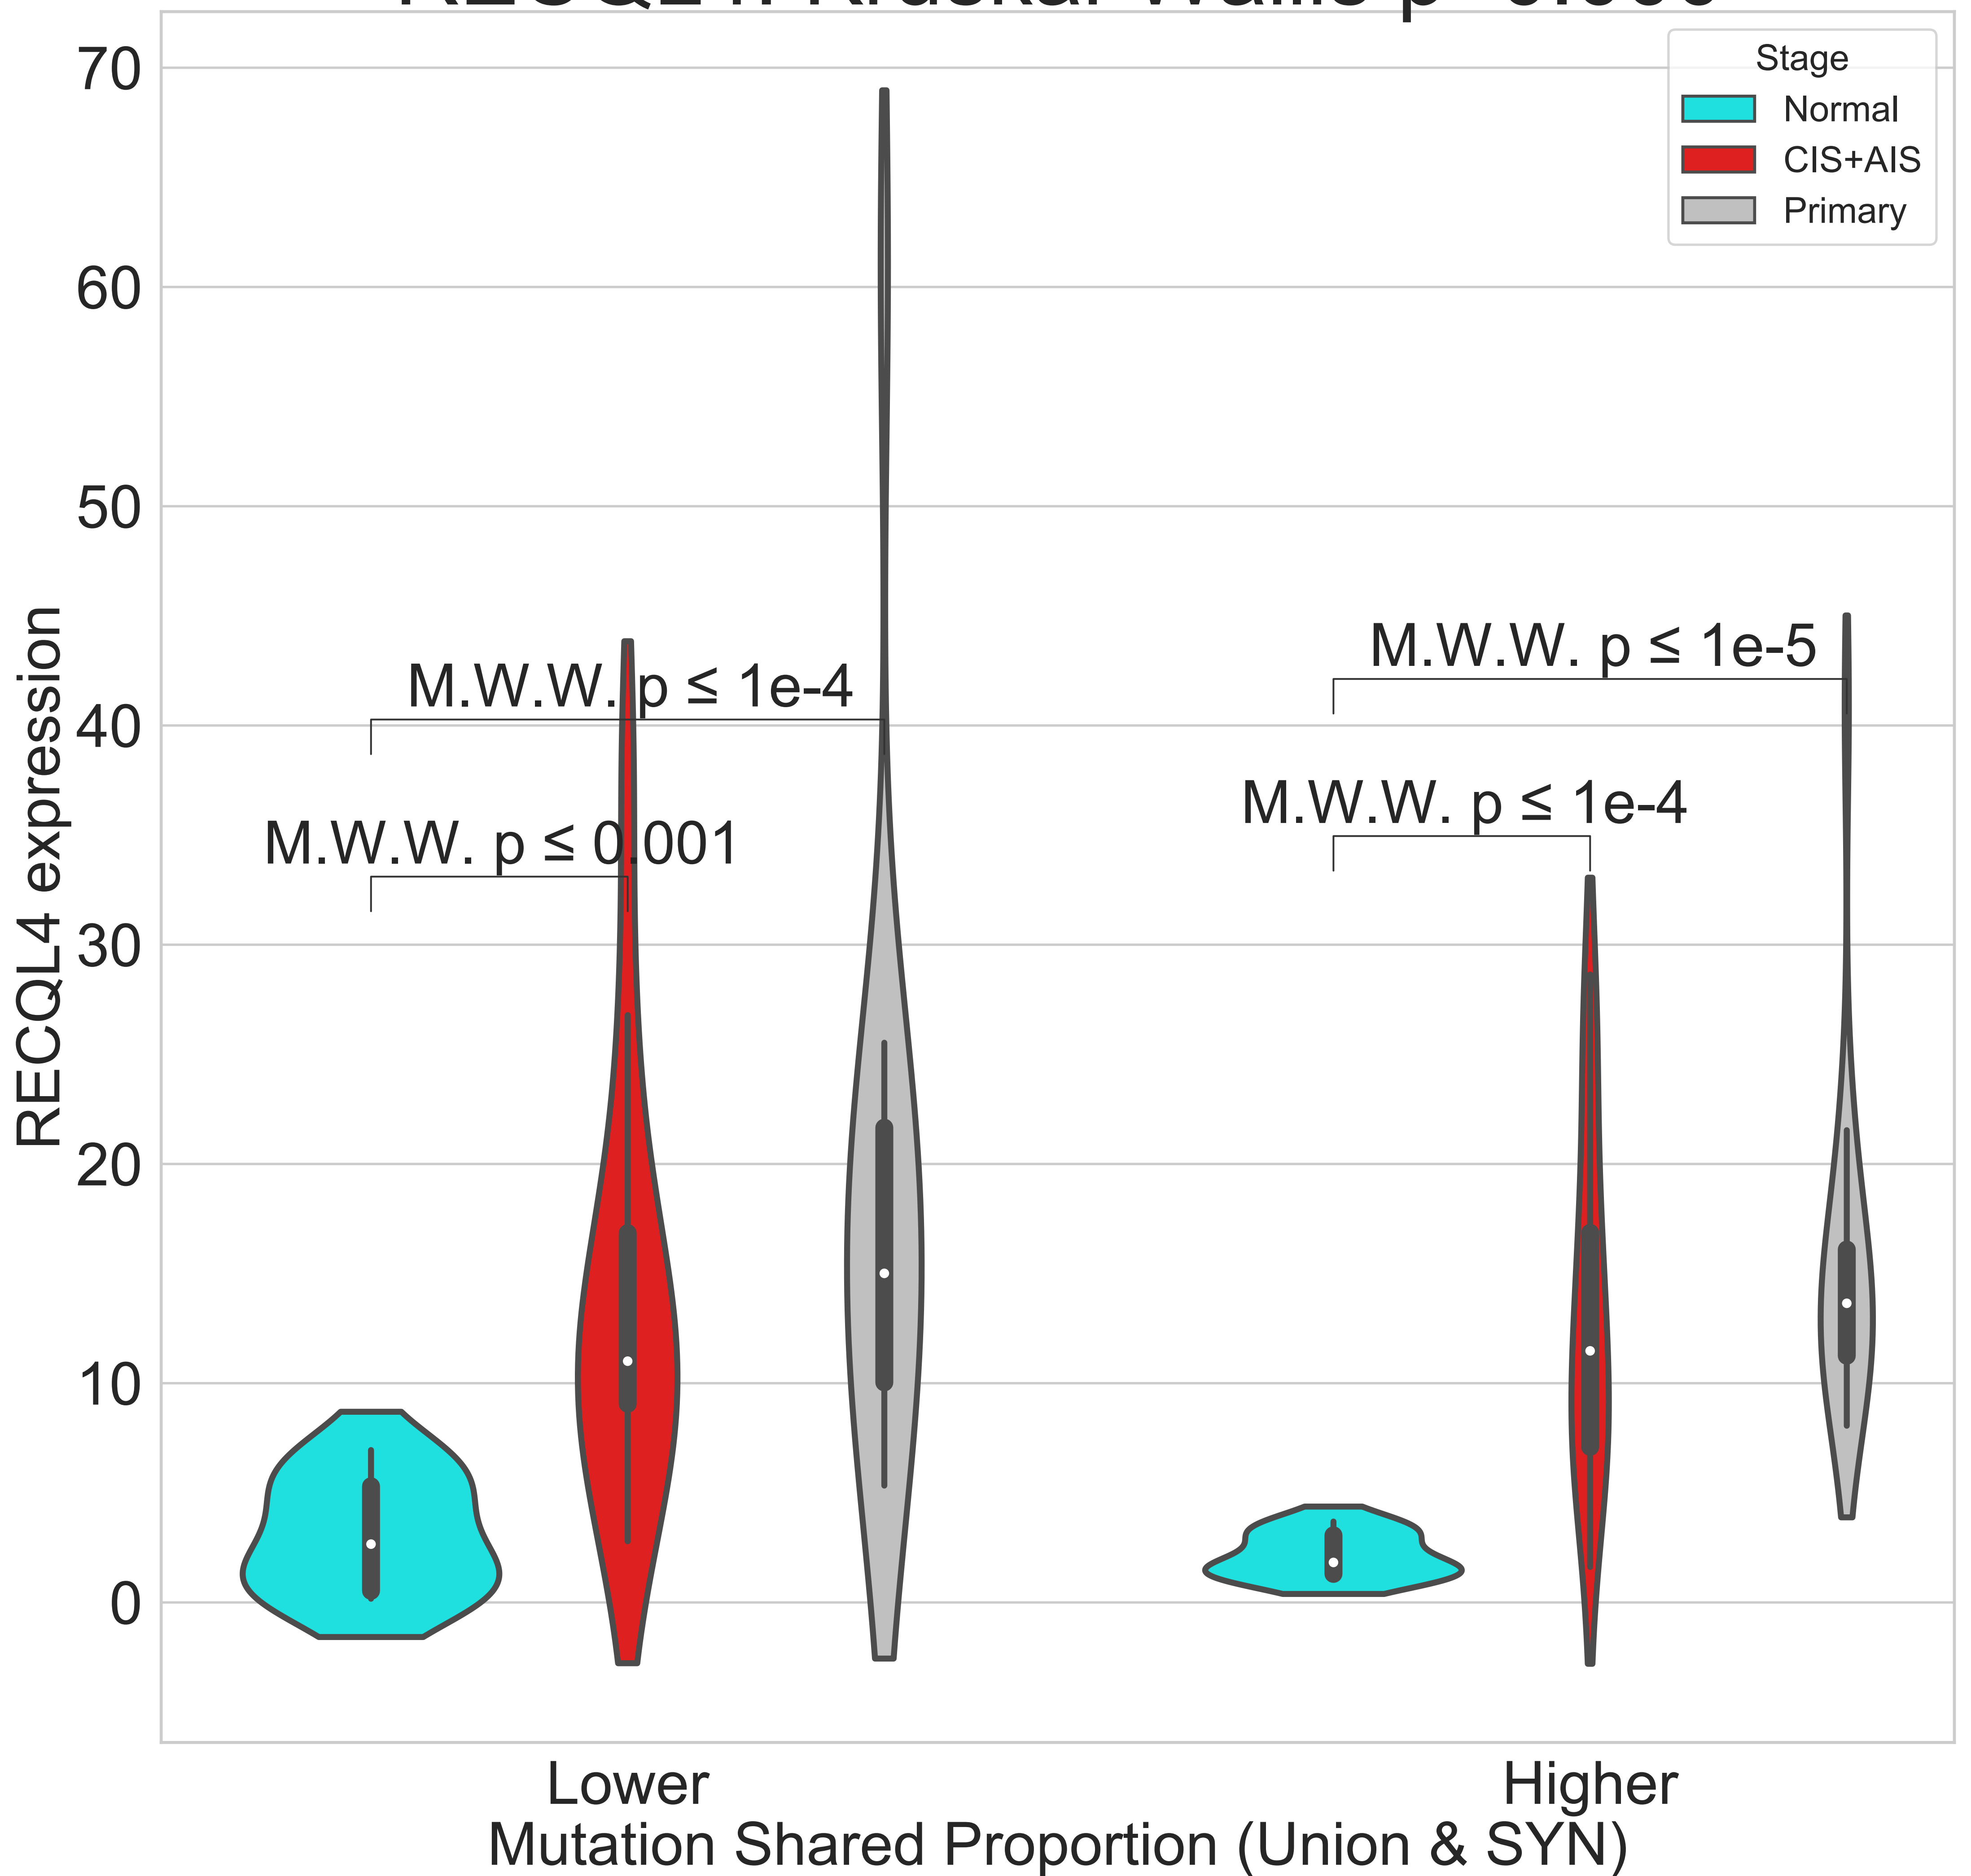 70
60
50
40
30
20
10
0
RECQL4 expression
Stage
Normal
CIS+AIS
Primary
M.W.W. p ≤ 1e-4
M.W.W. p ≤ 0.001
M.W.W. p ≤ 1e-5
M.W.W. p ≤ 1e-4
Lower
Higher
Mutation Shared Proportion (Union & SYN)